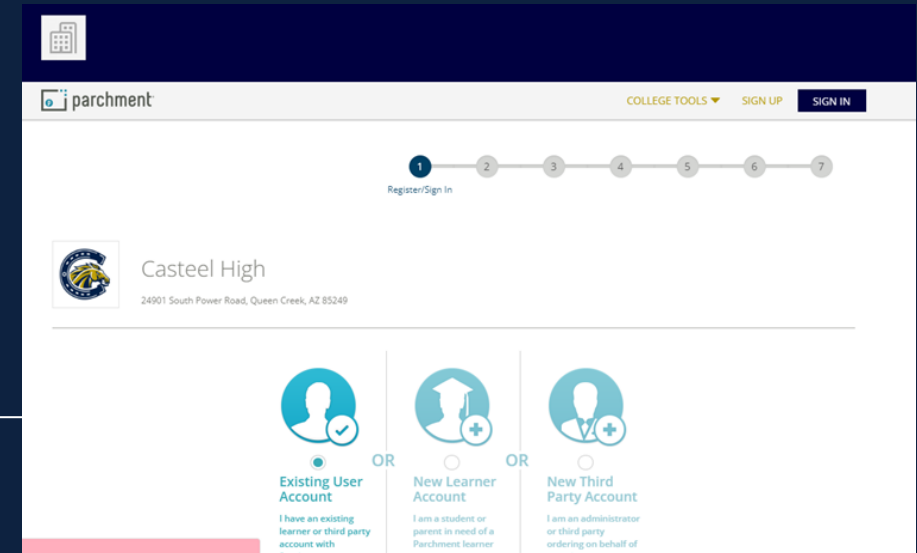 parchment
COLLEGE TOOLS
SIGN UP
SIGN IN
1
2
3
4
5
6
7
Register/Sign In
Casteel High
24901 South Power Road, Queen Creek, AZ 85249
OR
OR
Existing User
Account
I have an existing
learner or third party
account with
New Learner
Account
I am a student or
parent in need of a
Parchment learner
New Third
Party Account
I am an administrator
or third party
ordering on behalf of